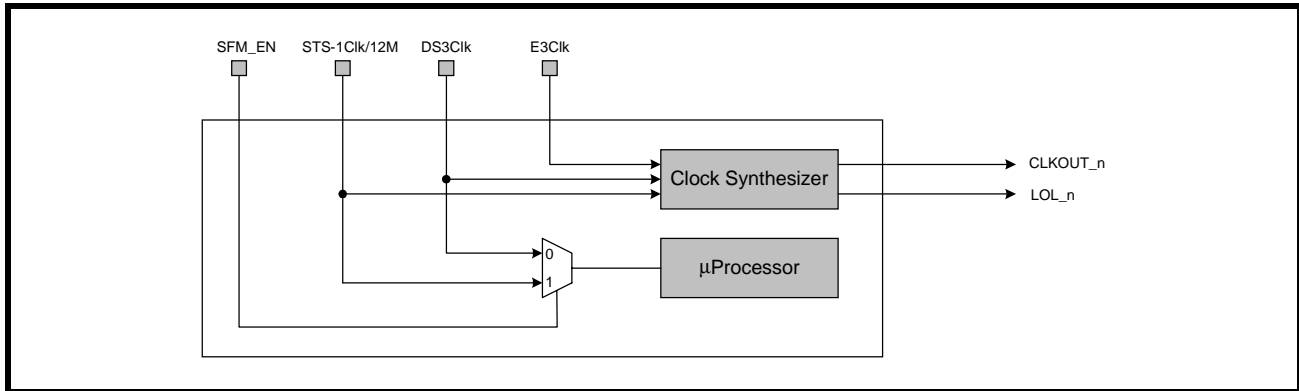 SFM_EN STS-1Clk/12M DS3Clk E3Clk
Clock Synthesizer
CLKOUT_n
LOL_n
0
1
μProcessor